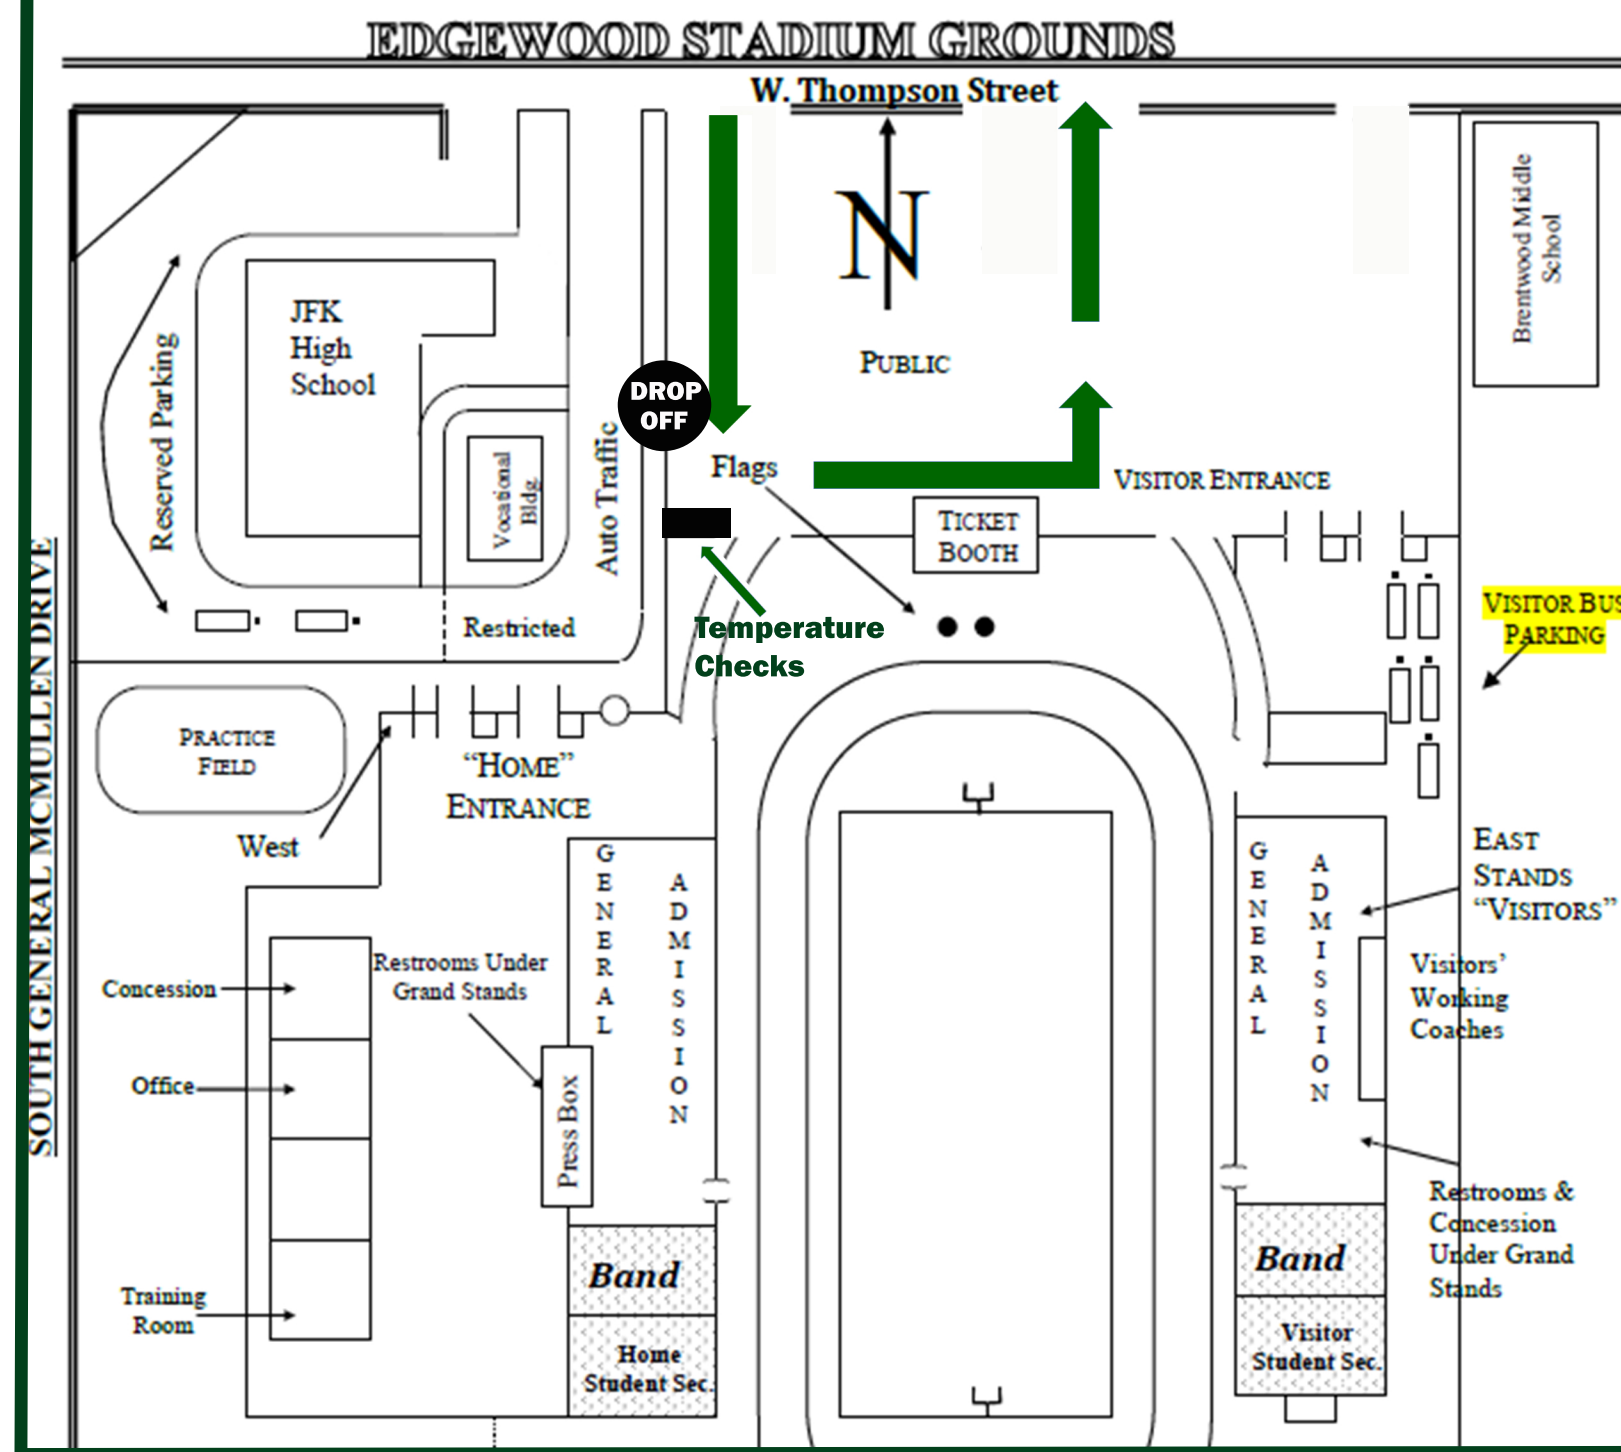 EDGEWOOD STADIUM GROUNDS
W. Thompson Street
N
JFK
High
School
Reserved Parking
Vocational
Bldg.
Auto Traffic
DROP
OFF
PUBLIC
Flags
VISITOR ENTRANCE
TICKET
BOOTH
Brentwood Middle
School
Restricted
Temperature
Checks
VISITOR BUS
PARKING
SOUTH GENERAL MCMULLEN DRIVE
PRACTICE
FIELD
"HOME"
ENTRANCE
West
GENERAL
ADMISSION
GENERAL
ADMISSION
EAST
STANDS
"VISITORS"
Concession
Restrooms Under
Grand Stands
Visitors'
Working
Coaches
Office
Press Box
Training
Room
Band
Home
Student Sec.
Band
Visitor
Student Sec.
Restrooms &
Concession
Under Grand
Stands